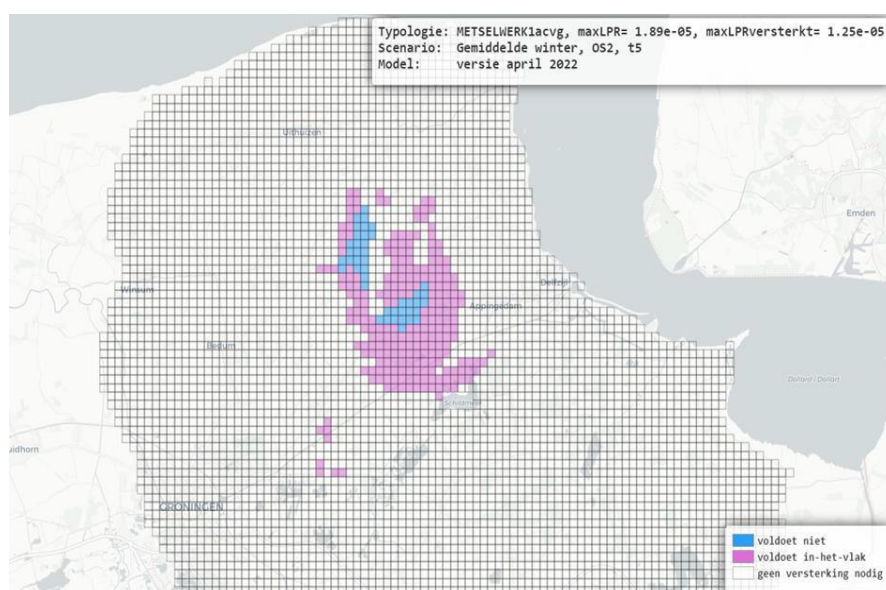 Typologie: METSELWERK1acvg, maxLPR= 1.89e-05, maxLPRversterkt= 1.25e-05
Scenario: Gemiddelde winter, OS2, t5
Model: versie april 2022
Uithuizen
Emden
Delfzijl
Winsum
Appingedam
Bedum
Dollard / Dollart
Schildmeer
uidhorn
GRONINGEN
voldoet niet
voldoet in-het-vlak
geen versterking nodig